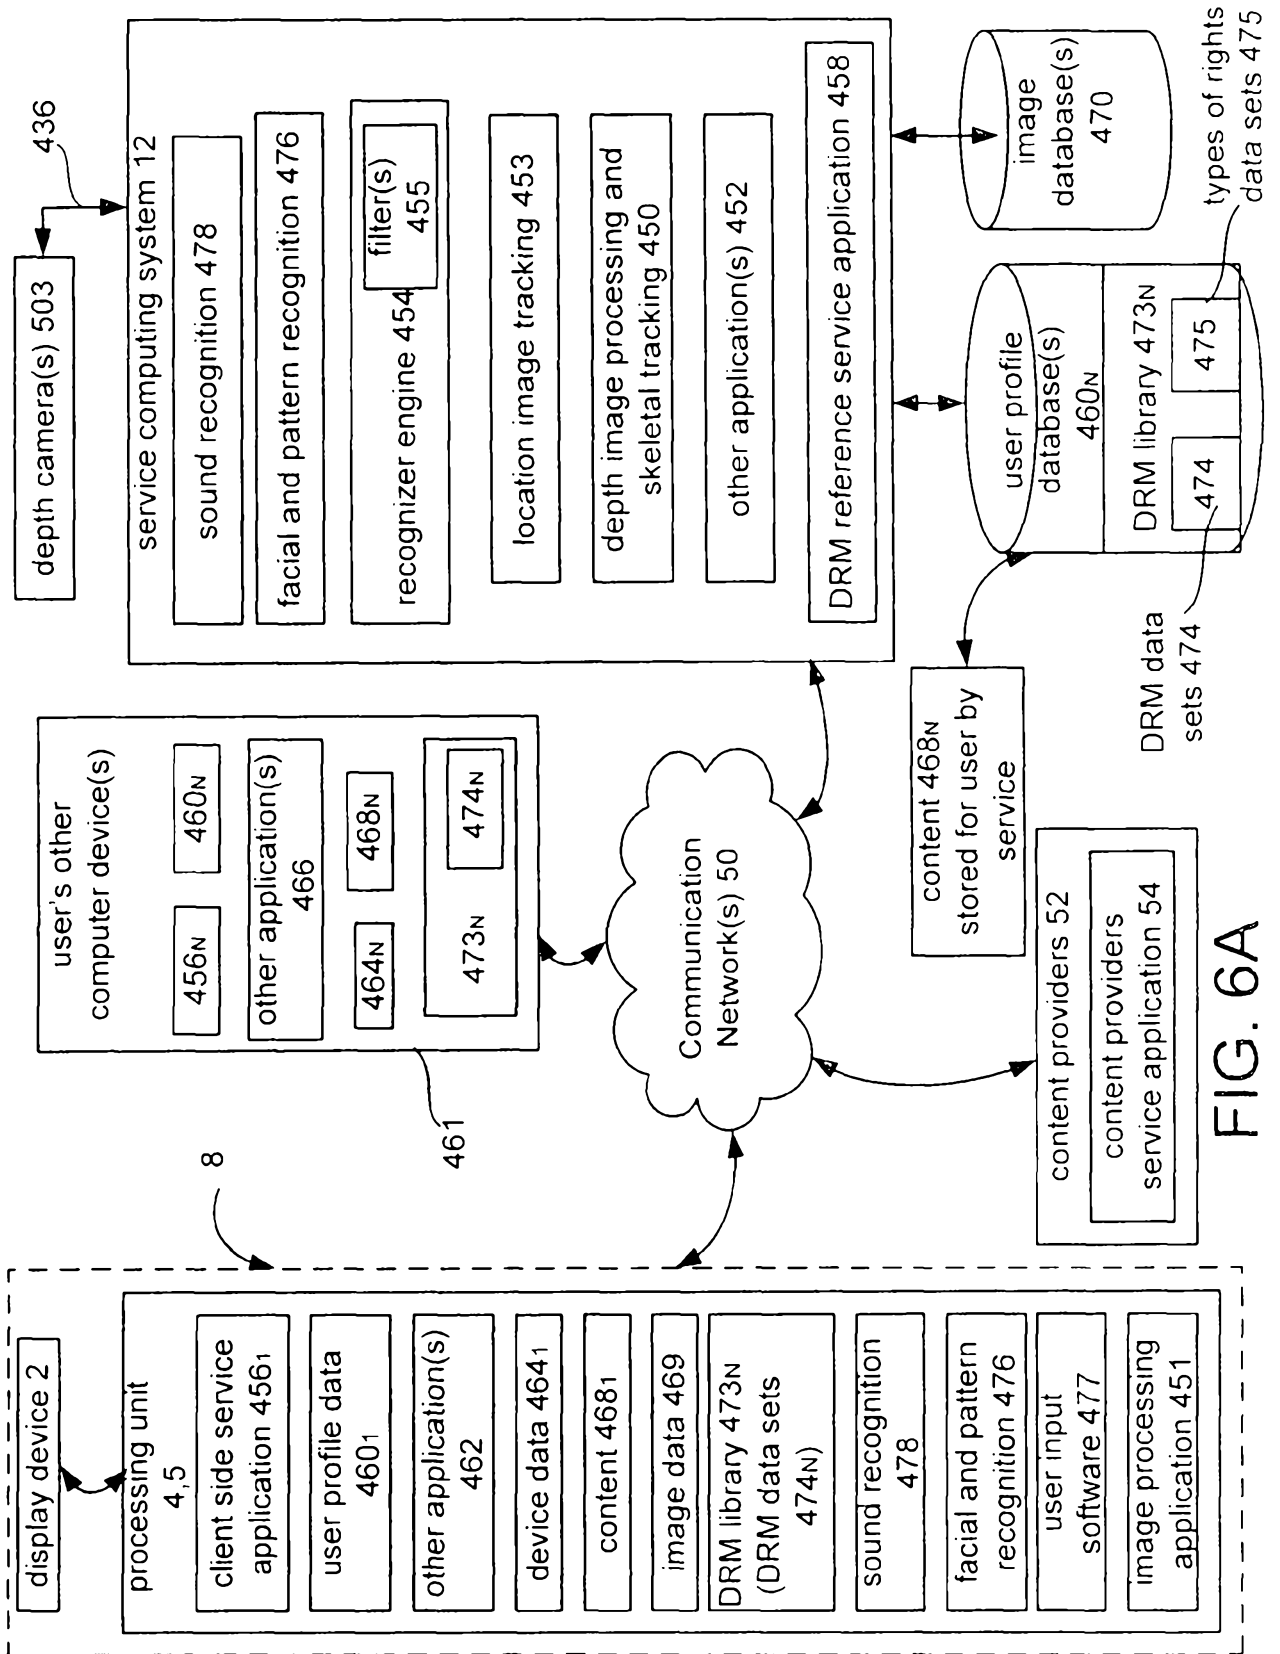 display device 2
processing unit
4,5
client side service
application 456₁
user profile data
460₁
other application(s)
462
device data 464₁
content 468₁
image data 469
DRM library 473N
(DRM data sets
474N)
sound recognition
478
facial and pattern
recognition 476
user input
software 477
image processing
application 451
8
user's other
computer device(s)
456N
460N
other application(s)
466
464N
468N
473N
474N
461
Communication
Network(s) 50
content providers 52
content providers
service application 54
depth camera(s) 503
436
service computing system 12
sound recognition 478
facial and pattern recognition 476
filter(s)
455
recognizer engine 454
location image tracking 453
depth image processing and
skeletal tracking 450
other application(s) 452
DRM reference service application 458
content 468N
stored for user by
service
user profile
database(s)
460N
DRM library 473N
474
475
DRM data
sets 474
image
database(s)
470
types of rights
data sets 475
FIG. 6A